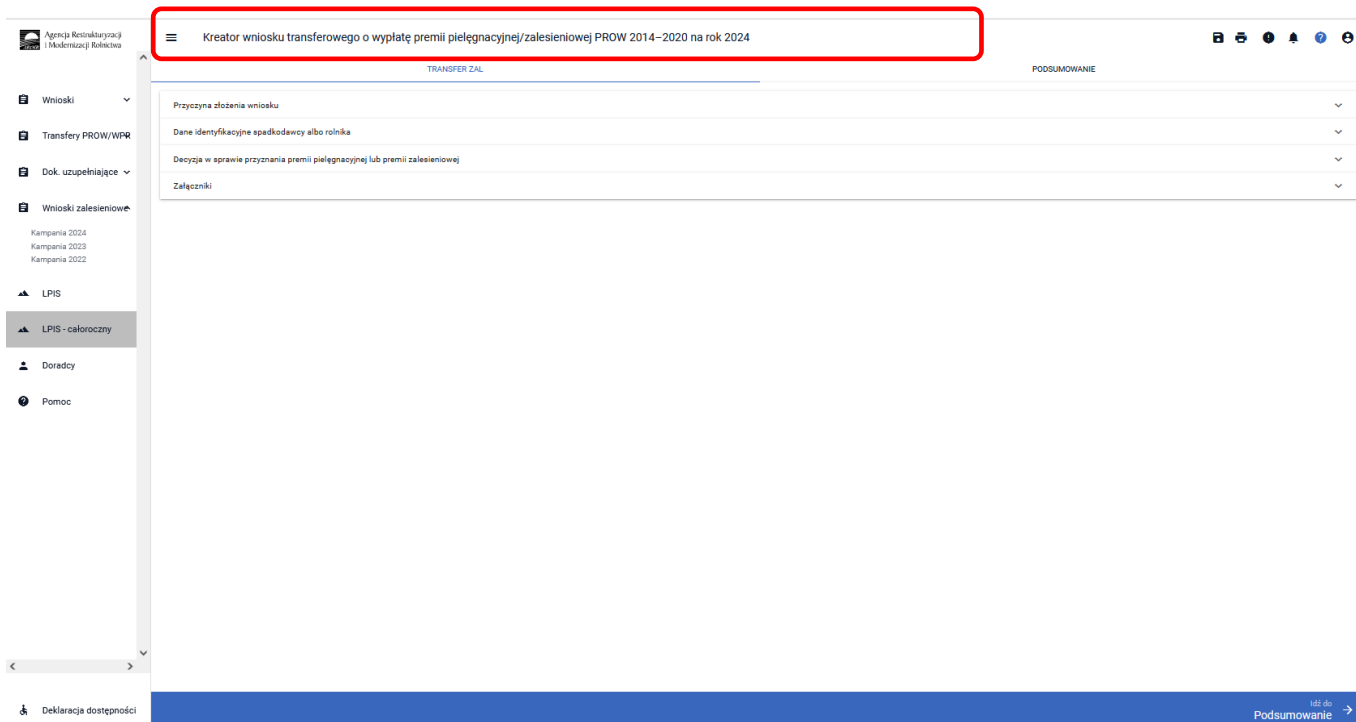 Agencja Restrukturyzacji
i Modernizacji Rolnictwa
Kreator wniosku transferowego o wypłatę premii pielęgnacyjnej/zalesieniowej PROW 2014–2020 na rok 2024
TRANSFER ZAL
PODSUMOWANIE
Wnioski
Transfery PROW/WPR
Dok. uzupełniające
Wnioski zalesieniowe
Kampania 2024
Kampania 2023
Kampania 2022
LPIS
LPIS - całoroczny
Doradcy
Pomoc
Przyczyna złożenia wniosku
Dane identyfikacyjne spadkodawcy albo rolnika
Decyzja w sprawie przyznania premii pielęgnacyjnej lub premii zalesieniowej
Załączniki
Deklaracja dostępności
Idź do
Podsumowanie